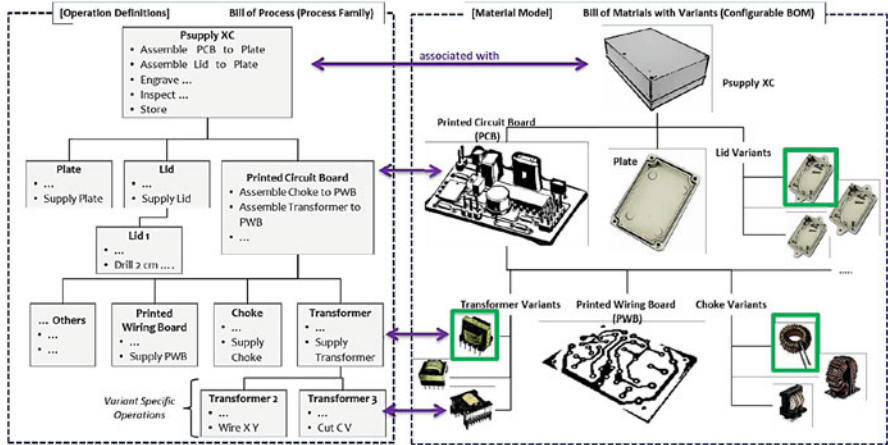 [Operation Definitions] Bill of Process (Process Family)
Psupply XC
• Assemble PCB to Plate
• Assemble Lid to Plate
• Engrave ...
• Inspect ...
• Store
Plate
• ...
• Supply Plate
Lid
• ...
• Supply Lid
Printed Circuit Board
• Assemble Choke to PWB
• Assemble Transformer to
PWB
• ...
Lid 1
• ...
• Drill 2 cm ....
... Others
• ...
• ...
Printed
Wiring Board
• ...
• Supply PWB
Choke
• ...
• Supply
Choke
Transformer
• ...
• Supply
Transformer
Variant Specific
Operations
Transformer 2
• ...
• Wire X Y
Transformer 3
• ...
• Cut C V
associated with
[Material Model] Bill of Matrials with Variants (Configurable BOM)
Psupply XC
Printed Circuit Board
(PCB)
Plate
Lid Variants
.....
Transformer Variants
Printed Wiring Board
(PWB)
Choke Variants